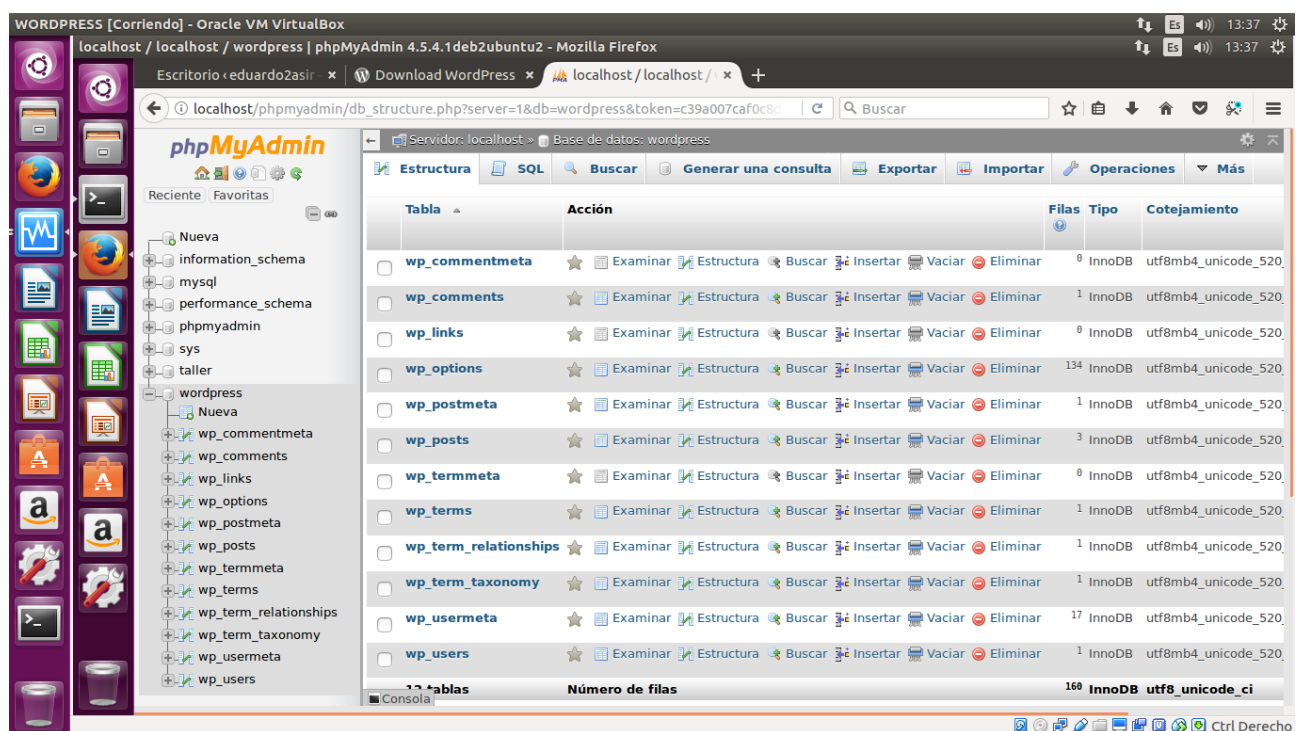 WORDPRESS [Corriendo] - Oracle VM VirtualBox Es 13:37
localhost / localhost / wordpress | phpMyAdmin 4.5.4.1deb2ubuntu2 - Mozilla Firefox Es 13:37
Escritorio ‹ eduardo2asir Download WordPress localhost / localhost /
localhost/phpmyadmin/db_structure.php?server=1&db=wordpress&token=c39a007caf0c8d Buscar
phpMyAdmin
Reciente Favoritas
Nueva
information_schema
mysql
performance_schema
phpmyadmin
sys
taller
wordpress
Nueva
wp_commentmeta
wp_comments
wp_links
wp_options
wp_postmeta
wp_posts
wp_termmeta
wp_terms
wp_term_relationships
wp_term_taxonomy
wp_usermeta
wp_users
Servidor: localhost » Base de datos: wordpress
Estructura SQL Buscar Generar una consulta Exportar Importar Operaciones Más
Tabla Acción Filas Tipo Cotejamiento
wp_commentmeta Examinar Estructura Buscar Insertar Vaciar Eliminar 0 InnoDB utf8mb4_unicode_520_
wp_comments Examinar Estructura Buscar Insertar Vaciar Eliminar 1 InnoDB utf8mb4_unicode_520_
wp_links Examinar Estructura Buscar Insertar Vaciar Eliminar 0 InnoDB utf8mb4_unicode_520_
wp_options Examinar Estructura Buscar Insertar Vaciar Eliminar 134 InnoDB utf8mb4_unicode_520_
wp_postmeta Examinar Estructura Buscar Insertar Vaciar Eliminar 1 InnoDB utf8mb4_unicode_520_
wp_posts Examinar Estructura Buscar Insertar Vaciar Eliminar 3 InnoDB utf8mb4_unicode_520_
wp_termmeta Examinar Estructura Buscar Insertar Vaciar Eliminar 0 InnoDB utf8mb4_unicode_520_
wp_terms Examinar Estructura Buscar Insertar Vaciar Eliminar 1 InnoDB utf8mb4_unicode_520_
wp_term_relationships Examinar Estructura Buscar Insertar Vaciar Eliminar 1 InnoDB utf8mb4_unicode_520_
wp_term_taxonomy Examinar Estructura Buscar Insertar Vaciar Eliminar 1 InnoDB utf8mb4_unicode_520_
wp_usermeta Examinar Estructura Buscar Insertar Vaciar Eliminar 17 InnoDB utf8mb4_unicode_520_
wp_users Examinar Estructura Buscar Insertar Vaciar Eliminar 1 InnoDB utf8mb4_unicode_520_
12 tablas Número de filas 160 InnoDB utf8_unicode_ci
Consola
Ctrl Derecho